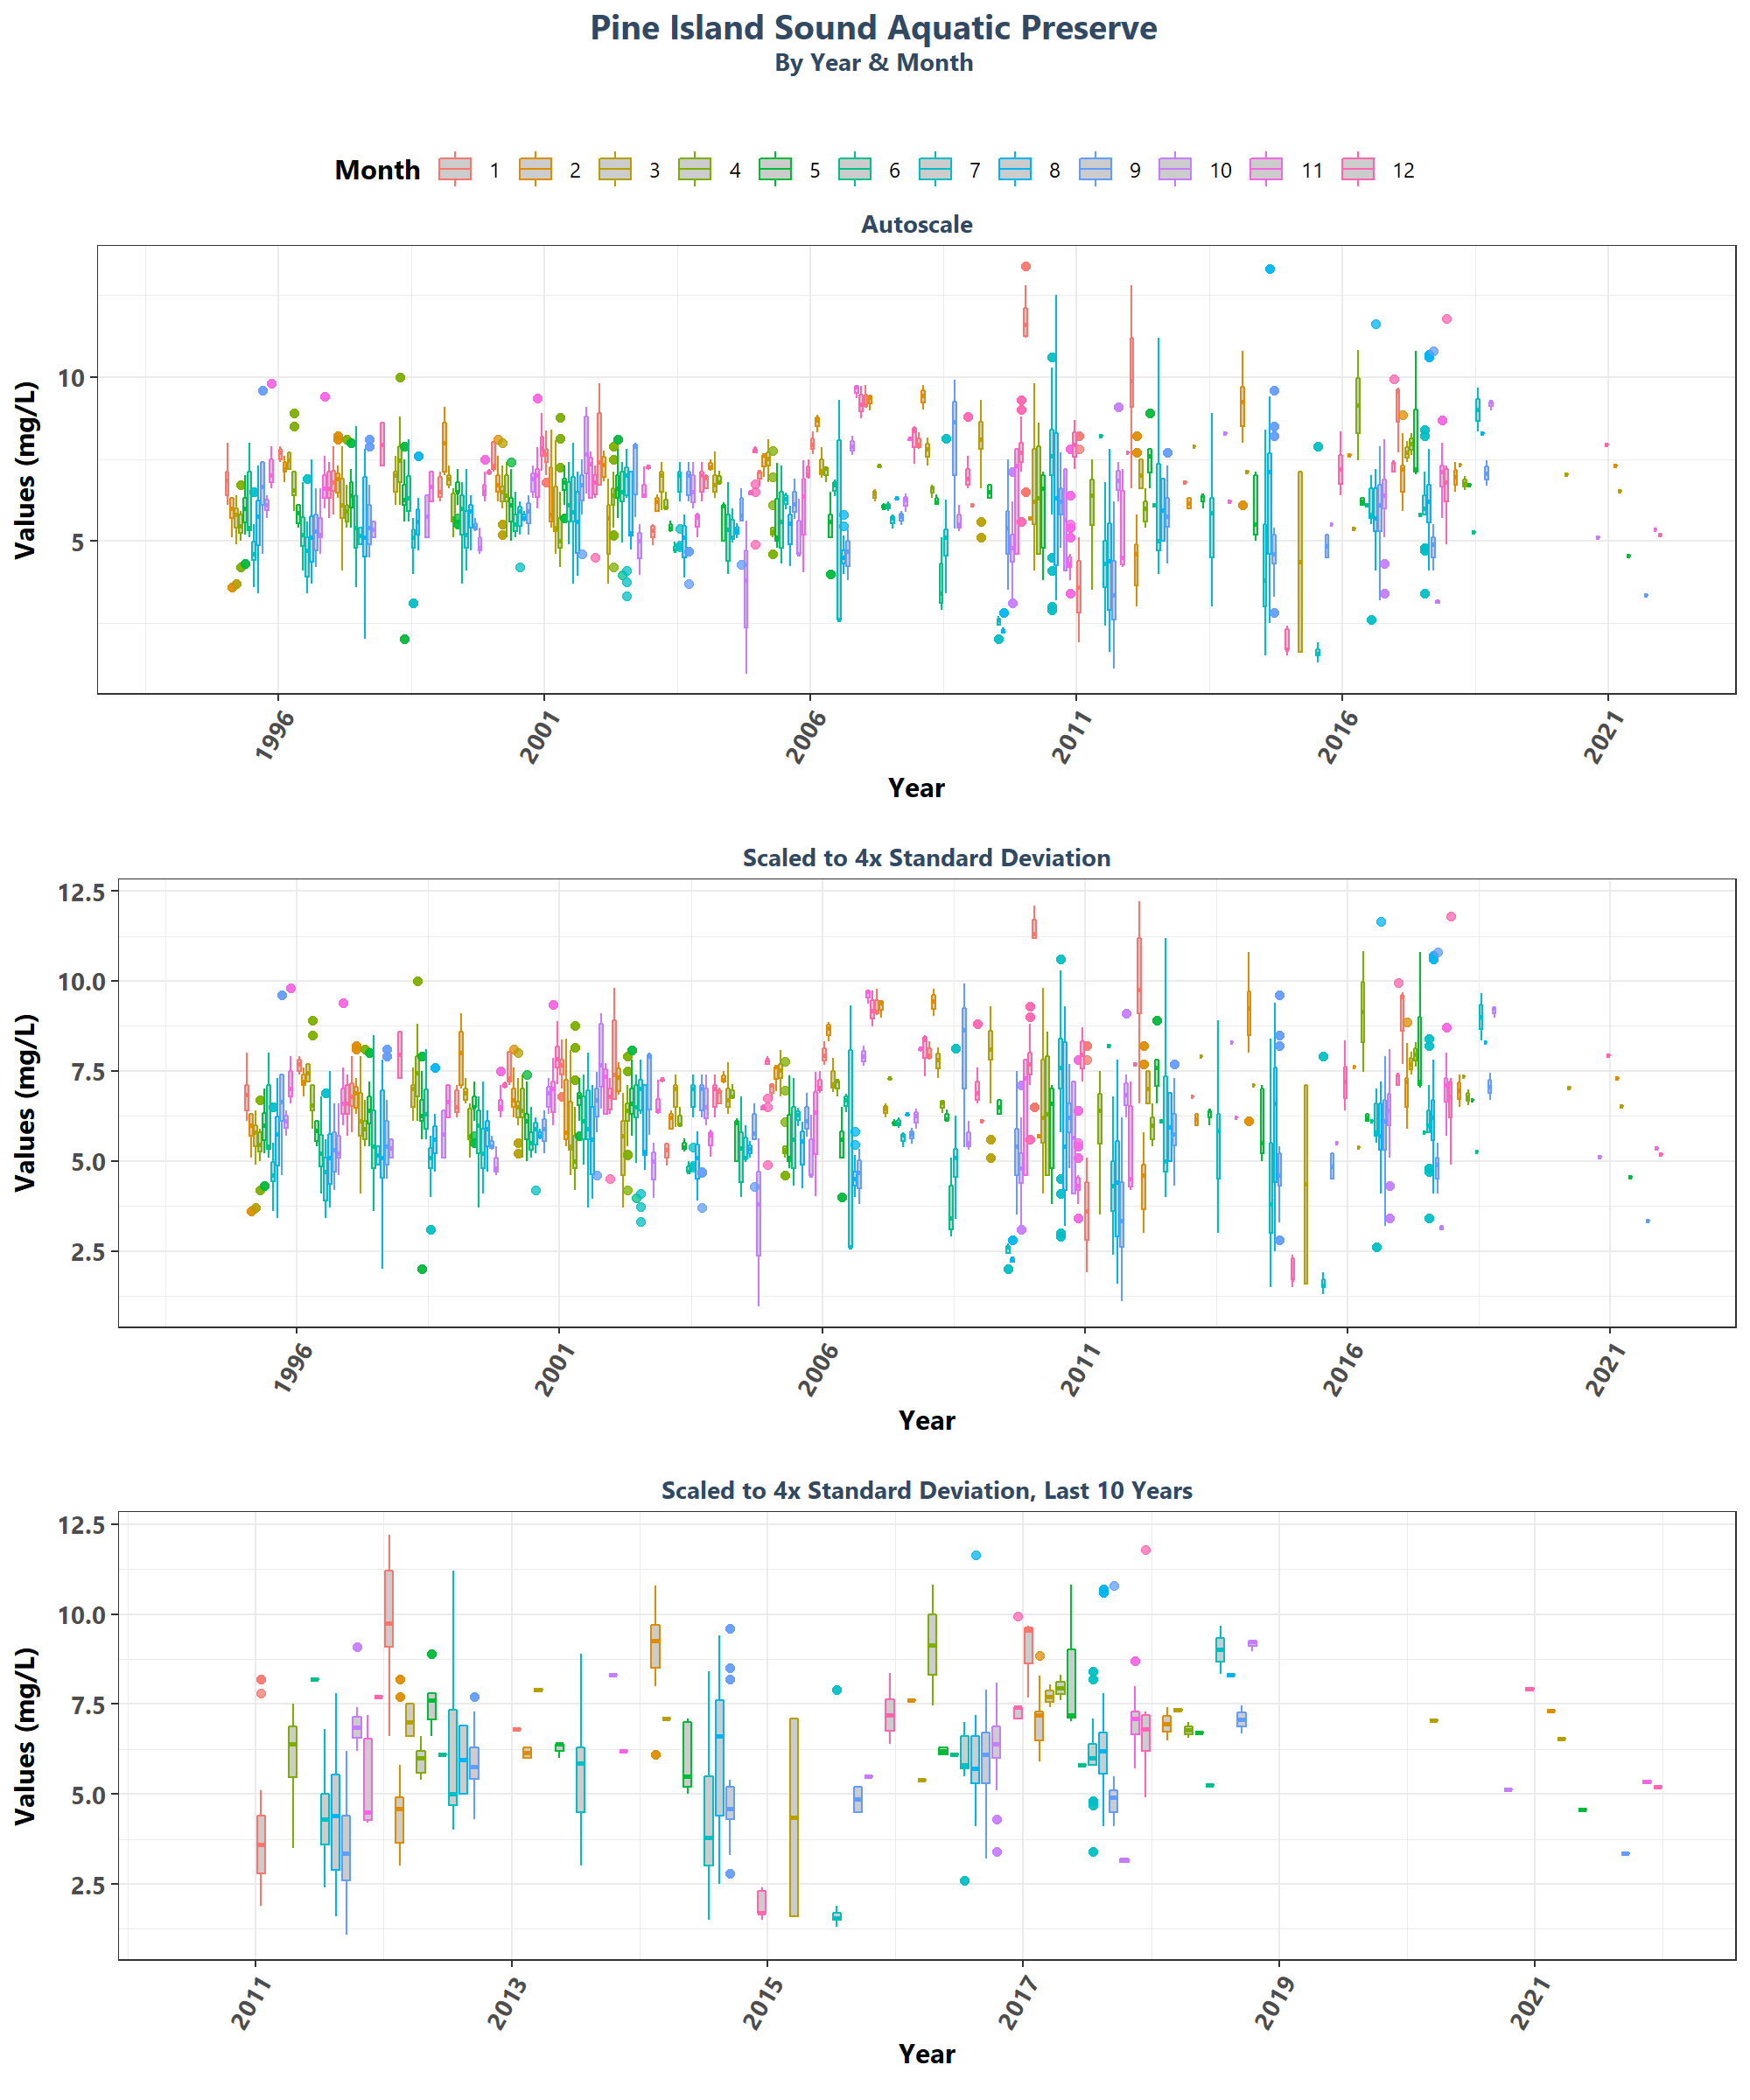 Pine Island Sound Aquatic Preserve
By Year & Month
Month 1 2 3 4 5 6 7 8 9 10 11 12
Autoscale
Values (mg/L)
10
5
1996 2001 2006 2011 2016 2021
Year
Scaled to 4x Standard Deviation
Values (mg/L)
12.5
10.0
7.5
5.0
2.5
1996 2001 2006 2011 2016 2021
Year
Scaled to 4x Standard Deviation, Last 10 Years
Values (mg/L)
12.5
10.0
7.5
5.0
2.5
2011 2013 2015 2017 2019 2021
Year